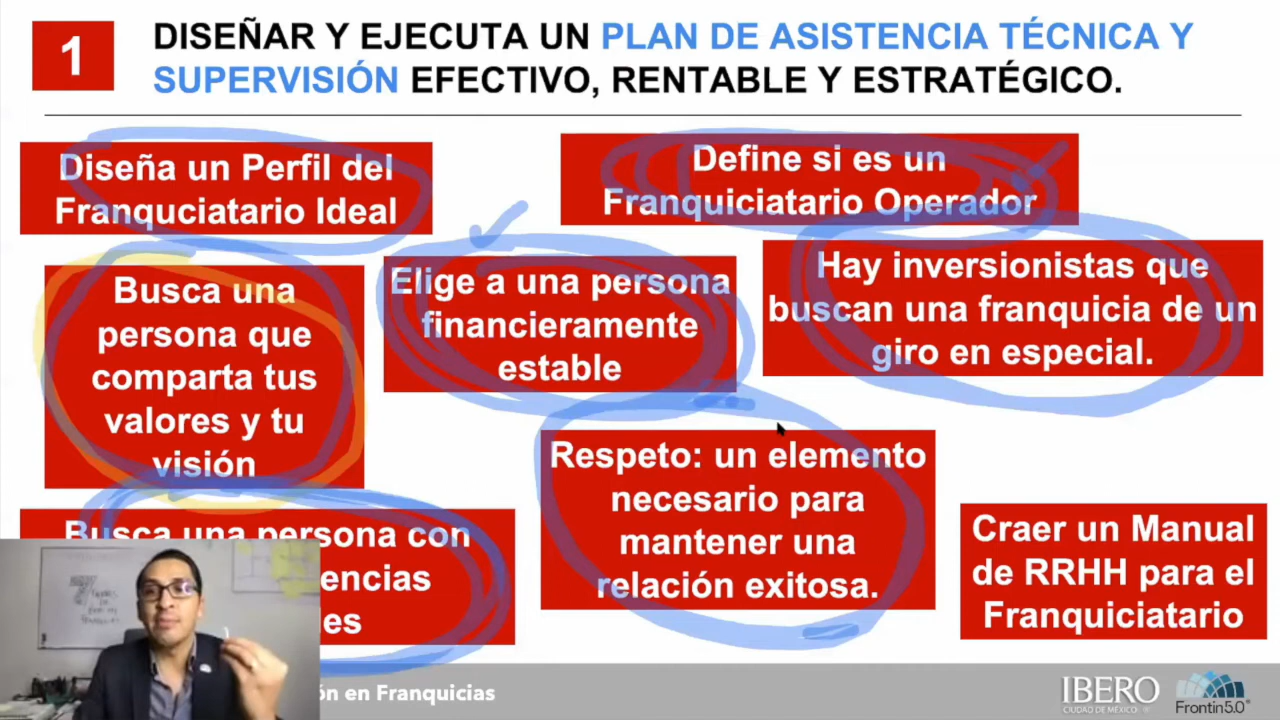 1
DISEÑAR Y EJECUTA UN PLAN DE ASISTENCIA TÉCNICA Y
SUPERVISIÓN EFECTIVO, RENTABLE Y ESTRATÉGICO.
Diseña un Perfil del
Franquciatario Ideal
Define si es un
Franquiciatario Operador
Busca una
persona que
comparta tus
valores y tu
visión
Elige a una persona
financieramente
estable
Hay inversionistas que
buscan una franquicia de un
giro en especial.
Busca una persona con
encias
es
Respeto: un elemento
necesario para
mantener una
relación exitosa.
Craer un Manual
de RRHH para el
Franquiciatario
7
ón en Franquicias
IBERO
CIUDAD DE MÉXICO
Frontin5.0